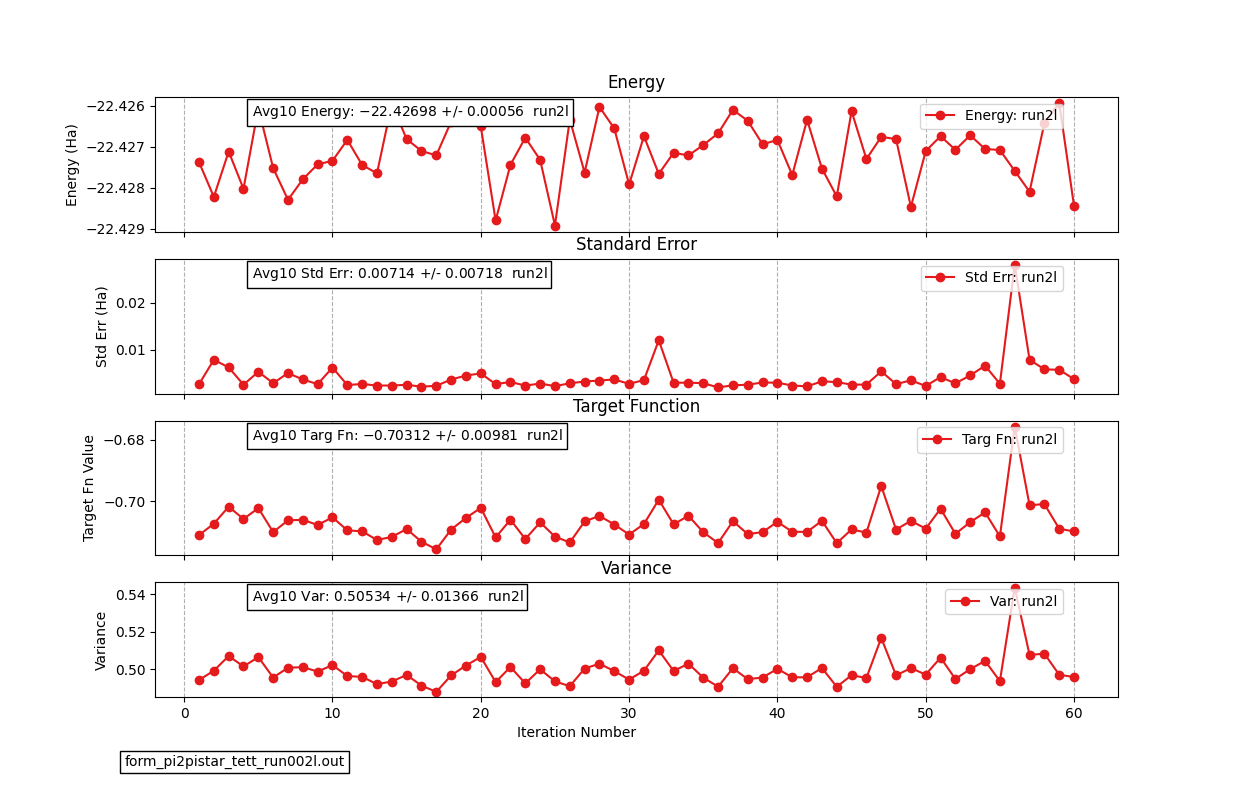 Energy
Avg10 Energy: −22.42698 +/- 0.00056  run2l
Energy: run2l
Energy (Ha)
−22.426
−22.427
−22.428
−22.429
Standard Error
Avg10 Std Err: 0.00714 +/- 0.00718  run2l
Std Err: run2l
Std Err (Ha)
0.02
0.01
Target Function
Avg10 Targ Fn: −0.70312 +/- 0.00981  run2l
Targ Fn: run2l
Target Fn Value
−0.68
−0.70
Variance
Avg10 Var: 0.50534 +/- 0.01366  run2l
Var: run2l
Variance
0.54
0.52
0.50
0 10 20 30 40 50 60
Iteration Number
form_pi2pistar_tett_run002l.out